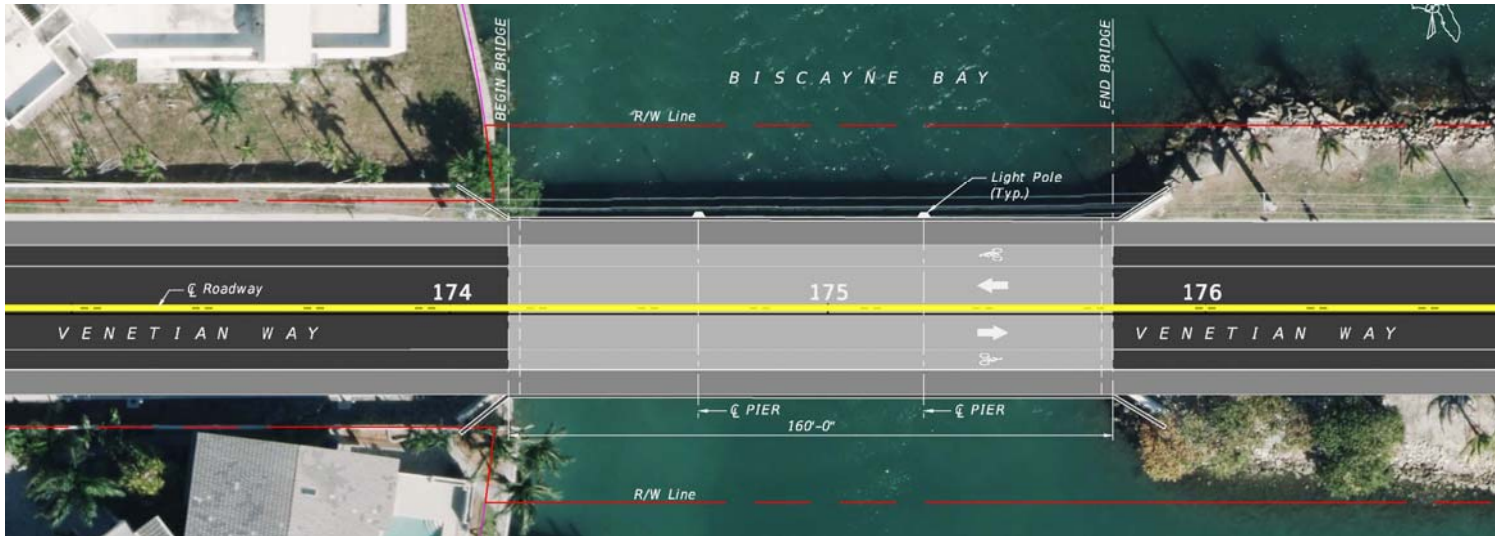 BEGIN BRIDGE
END BRIDGE
BISCAYNE BAY
R/W Line
Light Pole
(Typ.)
℄ Roadway
174
175
176
VENETIAN WAY
VENETIAN WAY
℄ PIER
℄ PIER
160'-0"
R/W Line